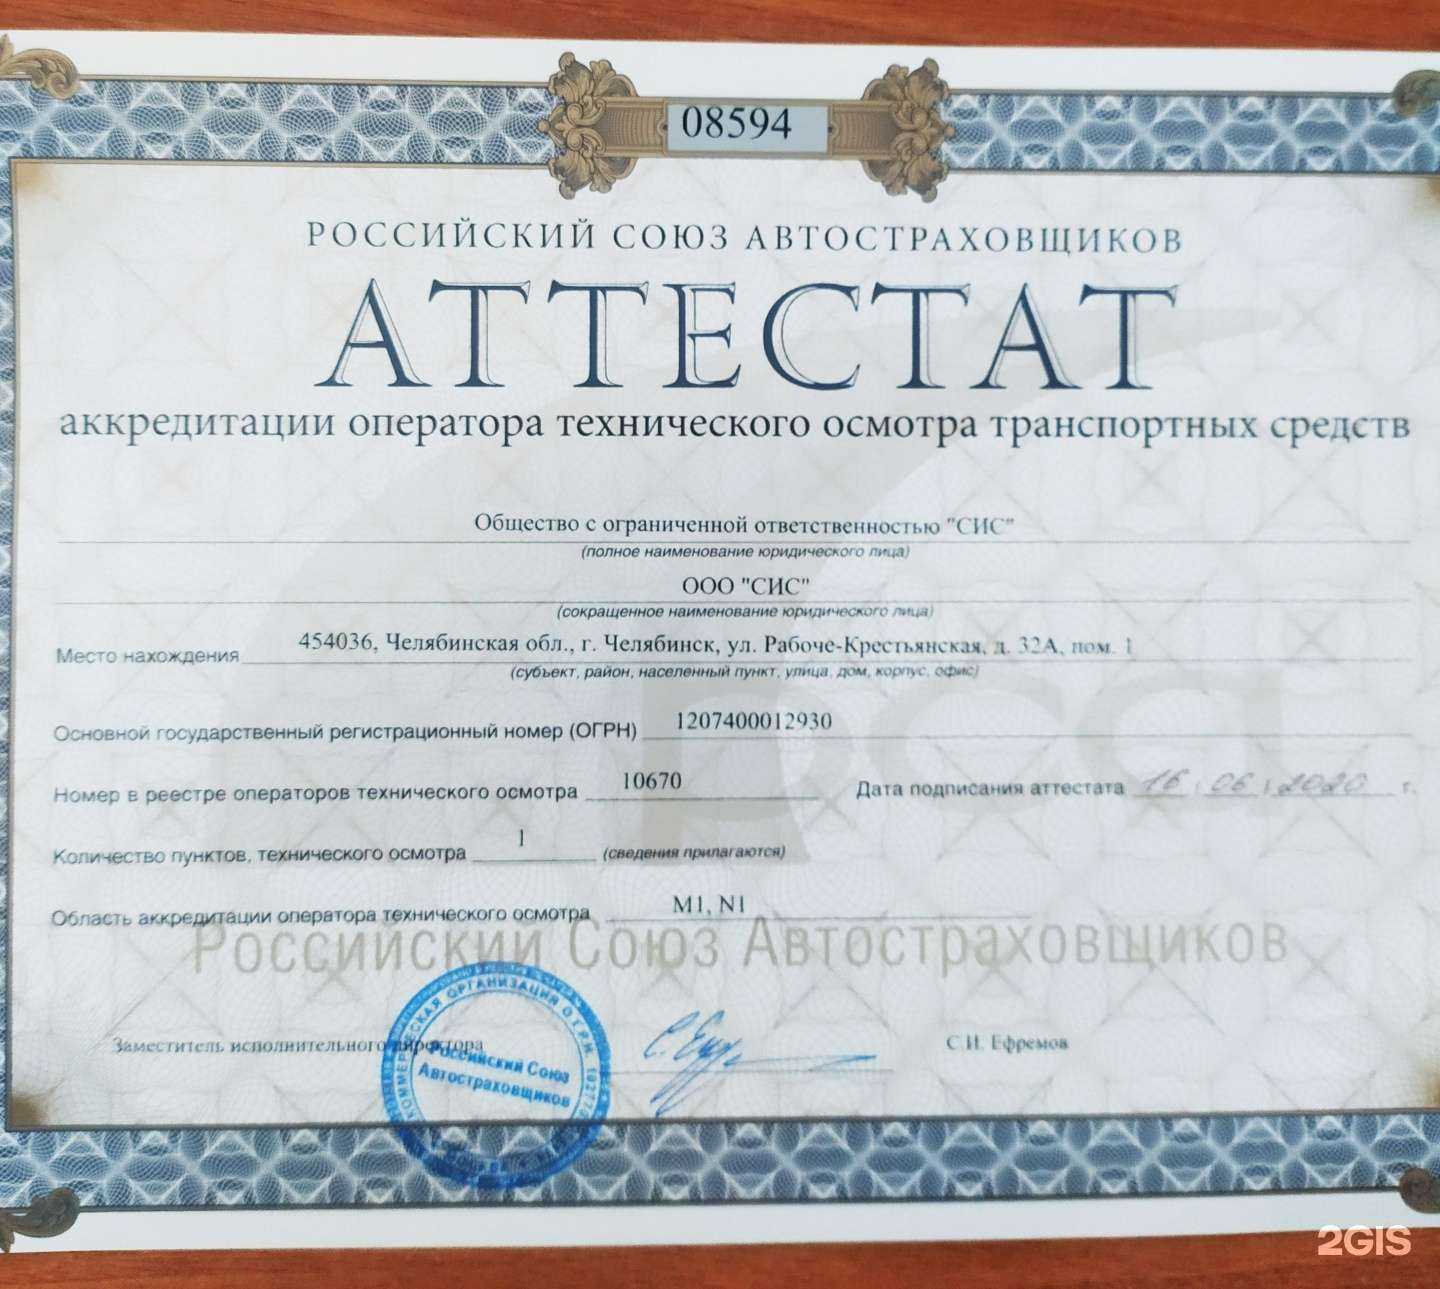 08594
РОССИЙСКИЙ СОЮЗ АВТОСТРАХОВЩИКОВ
АТТЕСТАТ
аккредитации оператора технического осмотра транспортных средств
Общество с ограниченной ответственностью "СИС"
(полное наименование юридического лица)
ООО "СИС"
(сокращенное наименование юридического лица)
Место нахождения 454036, Челябинская обл., г. Челябинск, ул. Рабоче-Крестьянская, д. 32А, пом. 1
(субъект, район, населенный пункт, улица, дом, корпус, офис)
Основной государственный регистрационный номер (ОГРН) 1207400012930
Номер в реестре операторов технического осмотра 10670 Дата подписания аттестата 16.06.2020 г.
Количество пунктов, технического осмотра 1 (сведения прилагаются)
Область аккредитации оператора технического осмотра M1, N1
Российский Союз Автостраховщиков
Заместитель исполнительного директора С.И. Ефремов
Российский Союз
Автостраховщиков
2GIS